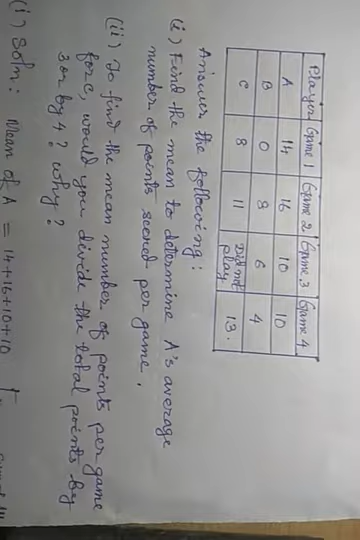 Player Game 1 Game 2 Game 3 Game 4
A 14 16 10 10
B 0 8 6 4
C 8 11 Did not play 13.
Answer the following:
(i) Find the mean to determine A's average
number of points scored per game.
(ii) To find the mean number of points per game
for C, would you divide the total points by
3 or by 4? Why?
(i) Soln: Mean of A = 14+16+10+10